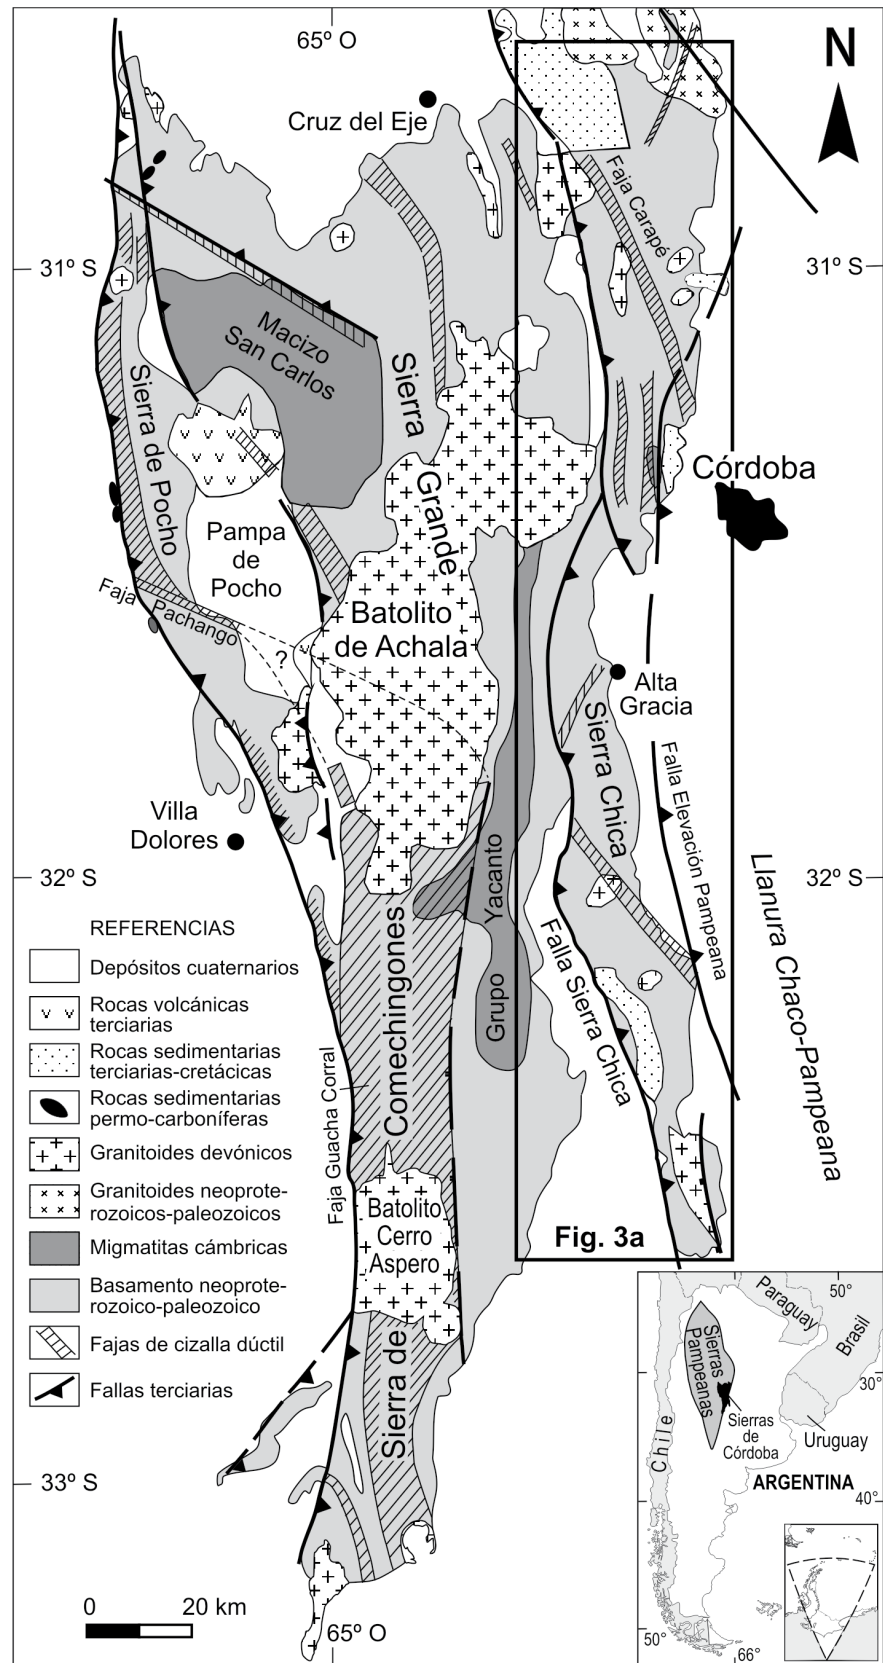 65º O
N
Cruz del Eje
Faja Carapé
31º S
31º S
Macizo
San Carlos
Sierra
Grande
Sierra de Pocho
Córdoba
Pampa
de
Pocho
Faja Pachango
?
Batolito
de Achala
Alta
Gracia
Sierra Chica
Falla Elevación Pampeana
Villa
Dolores
32º S
32º S
Llanura Chaco-Pampeana
Grupo Yacanto
Falla Sierra Chica
Comechingones
Sierra de
Faja Guacha Corral
Batolito
Cerro
Aspero
Fig. 3a
REFERENCIAS
Depósitos cuaternarios
Rocas volcánicas
terciarias
Rocas sedimentarias
terciarias-cretácicas
Rocas sedimentarias
permo-carboníferas
Granitoides devónicos
Granitoides neoprote-
rozoicos-paleozoicos
Migmatitas cámbricas
Basamento neoprote-
rozoico-paleozoico
Fajas de cizalla dúctil
Fallas terciarias
33º S
0 20 km
65º O
50°
Paraguay
Brasil
Sierras
Pampeanas
30°
Sierras
de
Córdoba
Uruguay
Chile
ARGENTINA
40°
50°
66°